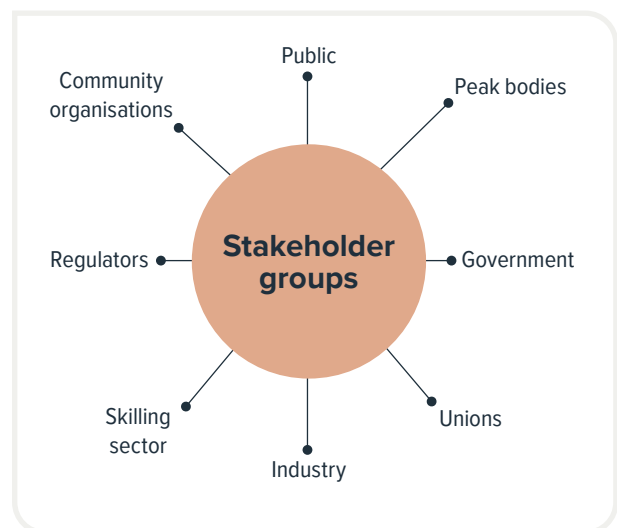 Public
Peak bodies
Community
organisations
Stakeholder
groups
Regulators
Government
Skilling
sector
Unions
Industry